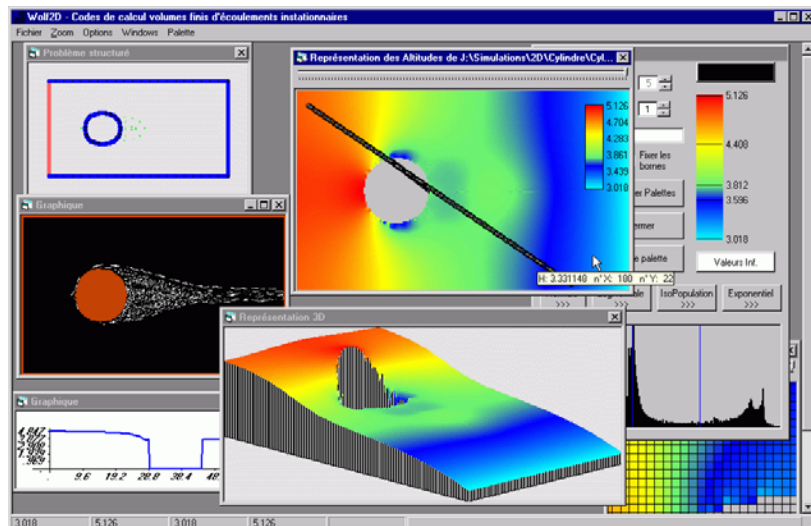 Wolf2D - Codes de calcul volumes finis d'écoulements instationnaires
Fichier Zoom Options Windows Palette
Problème structuré
Représentation des Altitudes de J:\Simulations\2D\Cylindre\Cyl...
5.126
4.704
4.283
3.861
3.439
3.018
5
1
Fixer les
bornes
er Palettes
ermer
e palette
5.126
4.408
3.812
3.596
3.018
Valeurs Inf.
Graphique
H: 3.331148 n°X: 180 n°Y: 22
>>>
IsoPopulation
>>>
Exponentiel
>>>
Représentation 3D
Graphique
9.6 19.2 28.8 38.4 48
3.018 5.126 3.018 5.126